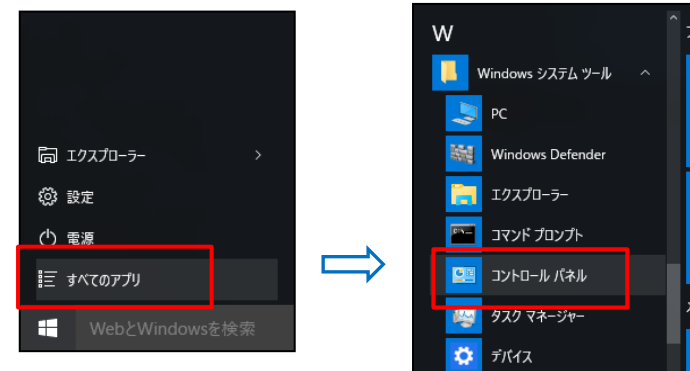 エクスプローラー
設定
電源
すべてのアプリ
WebとWindowsを検索
W
Windows システム ツール
PC
Windows Defender
エクスプローラー
コマンド プロンプト
コントロール パネル
タスク マネージャー
デバイス